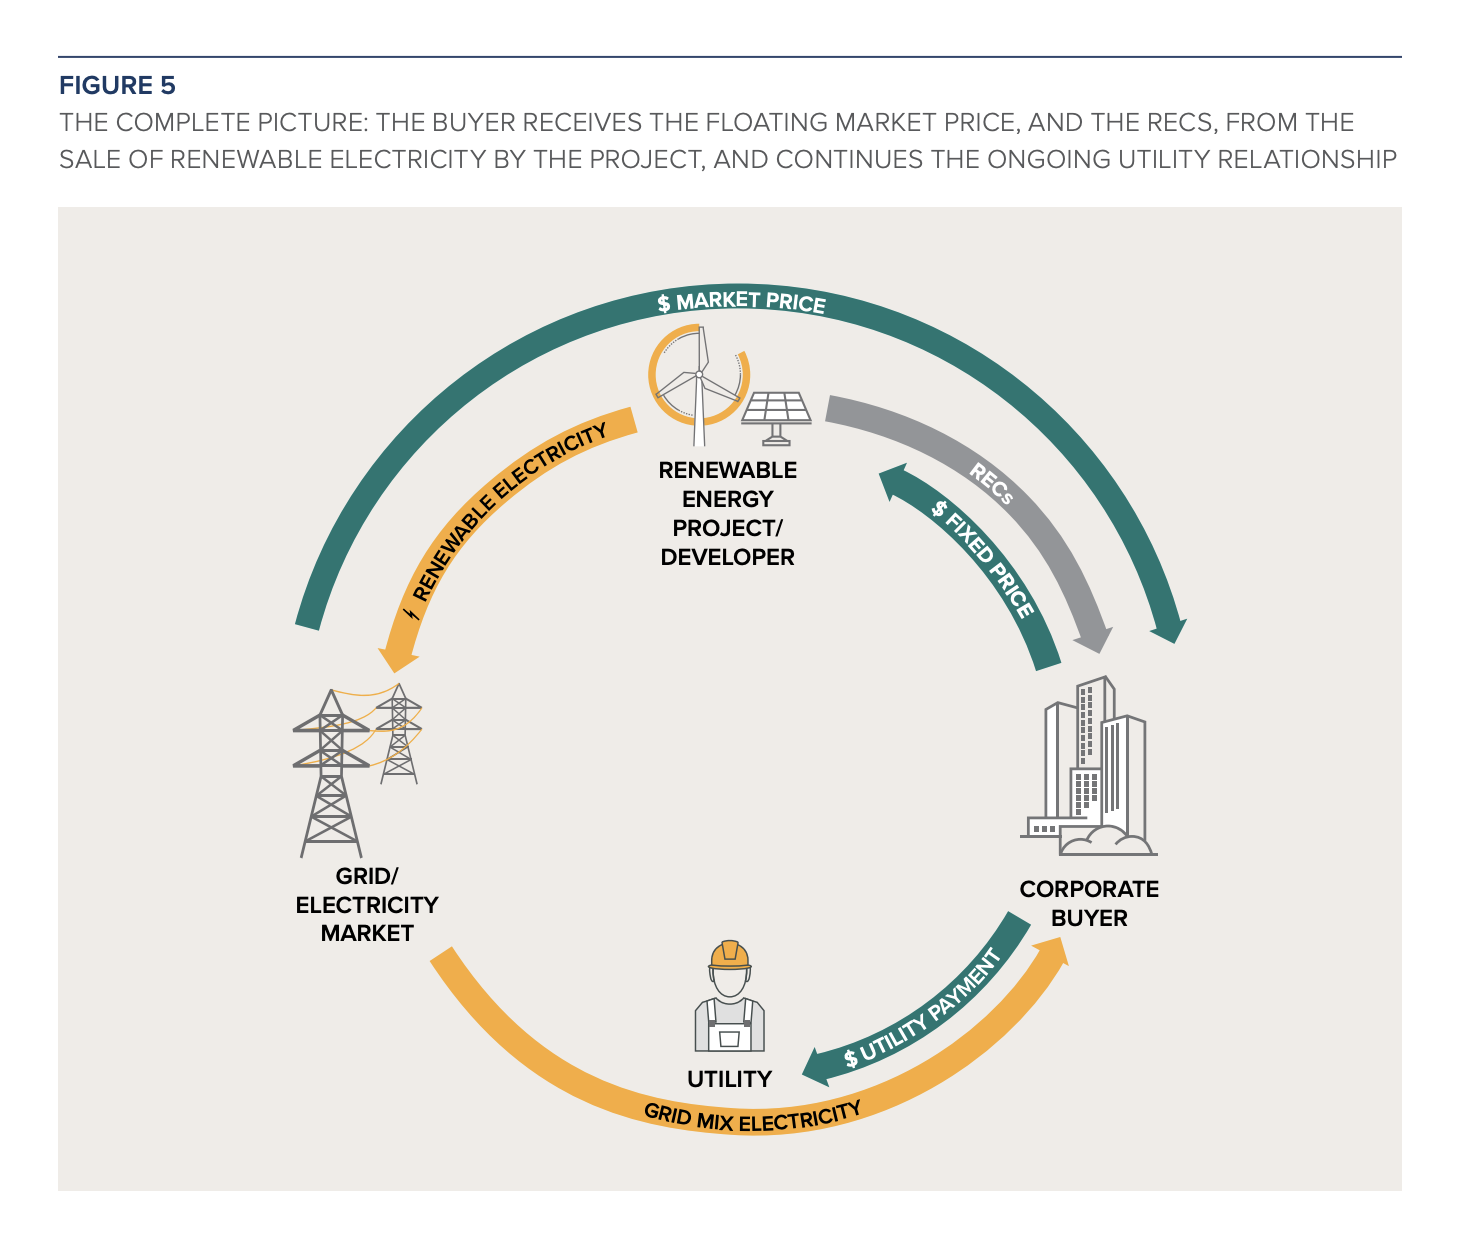 FIGURE 5
THE COMPLETE PICTURE: THE BUYER RECEIVES THE FLOATING MARKET PRICE, AND THE RECS, FROM THE
SALE OF RENEWABLE ELECTRICITY BY THE PROJECT, AND CONTINUES THE ONGOING UTILITY RELATIONSHIP
$ MARKET PRICE
RENEWABLE ELECTRICITY
RENEWABLE
ENERGY
PROJECT/
DEVELOPER
RECs
$ FIXED PRICE
GRID/
ELECTRICITY
MARKET
CORPORATE
BUYER
UTILITY
$ UTILITY PAYMENT
GRID MIX ELECTRICITY